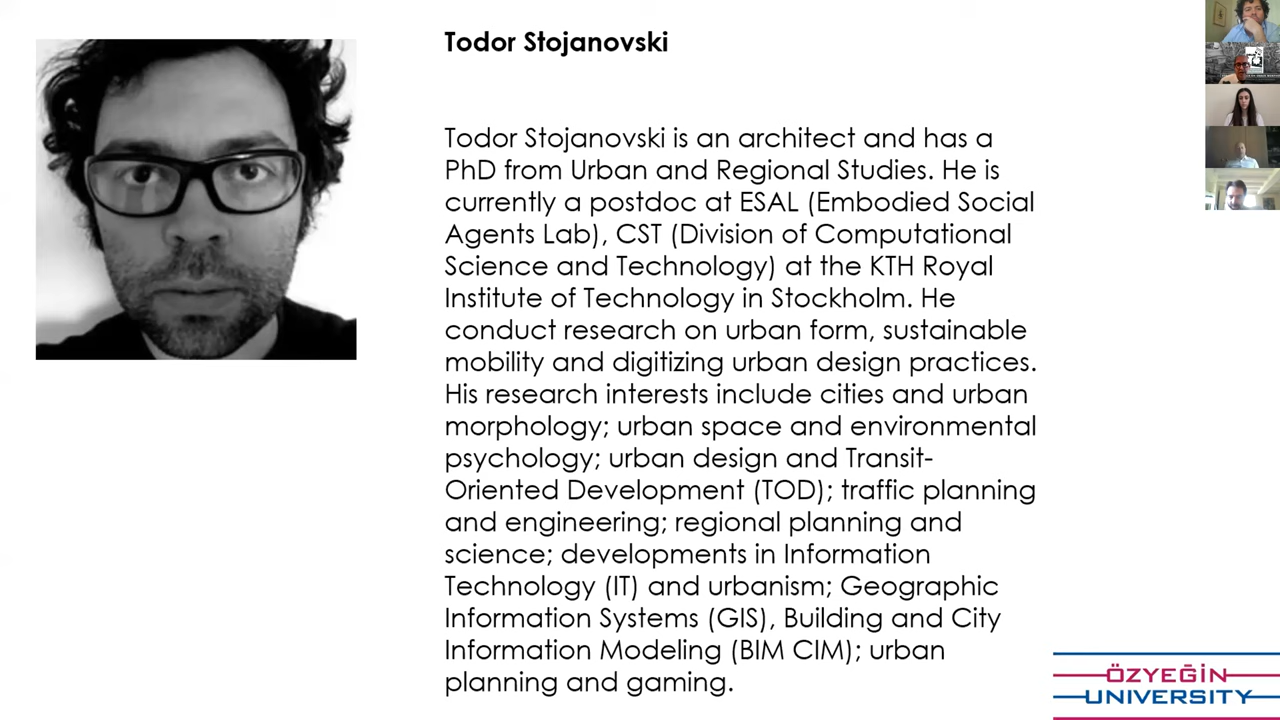 Todor Stojanovski
Todor Stojanovski is an architect and has a
PhD from Urban and Regional Studies. He is
currently a postdoc at ESAL (Embodied Social
Agents Lab), CST (Division of Computational
Science and Technology) at the KTH Royal
Institute of Technology in Stockholm. He
conduct research on urban form, sustainable
mobility and digitizing urban design practices.
His research interests include cities and urban
morphology; urban space and environmental
psychology; urban design and Transit-
Oriented Development (TOD); traffic planning
and engineering; regional planning and
science; developments in Information
Technology (IT) and urbanism; Geographic
Information Systems (GIS), Building and City
Information Modeling (BIM CIM); urban
planning and gaming.
ÖZYEĞİN
UNIVERSITY